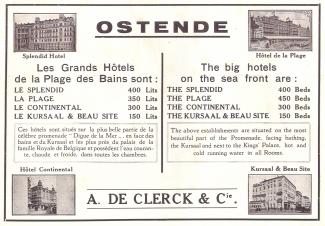 OSTENDE
Splendid Hotel
Hôtel de la Plage
Les Grands Hôtels
de la Plage des Bains sont :
LE SPLENDID 400 Lits
LA PLAGE 350 Lits
LE CONTINENTAL 300 Lits
LE KURSAAL & BEAU SITE 150 Lits
The big hotels
on the sea front are :
THE SPLENDID 400 Beds
THE PLAGE 450 Beds
THE CONTINENTAL 300 Beds
THE KURSAAL & BEAU SITE 150 Beds
Ces hôtels sont situés sur la plus belle partie de la
célèbre promenade " Digue de la Mer ", en face des
bains et du Kursaal et les plus près du palais de la
famille Royale de Belgique et possèdent l'eau courante,
chaude et froide, dans toutes les chambres.
The above establishments are situated on the most
beautiful part of the Promenade, facing bathing,
the Kursaal and next to the Kings' Palace, hot and
cold running water in all Rooms.
Hôtel Continental
Kursaal & Beau Site
A. DE CLERCK & Cie.